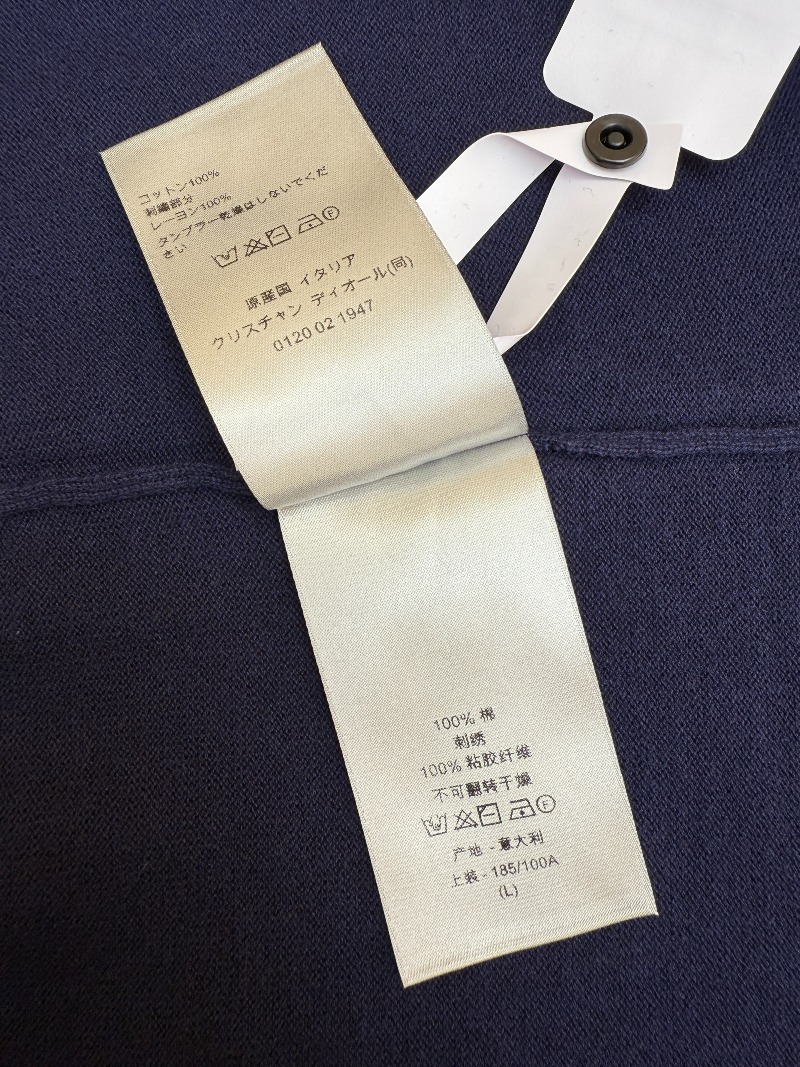 コットン100%
刺繍部分
レーヨン100%
タンブラー乾燥はしないでくだ
さい
F
原産国 イタリア
クリスチャン ディオール(同)
0120 02 1947
100% 棉
刺绣
100% 粘胶纤维
不可翻转干燥
F
产地 - 意大利
上装 - 185/100A
(L)